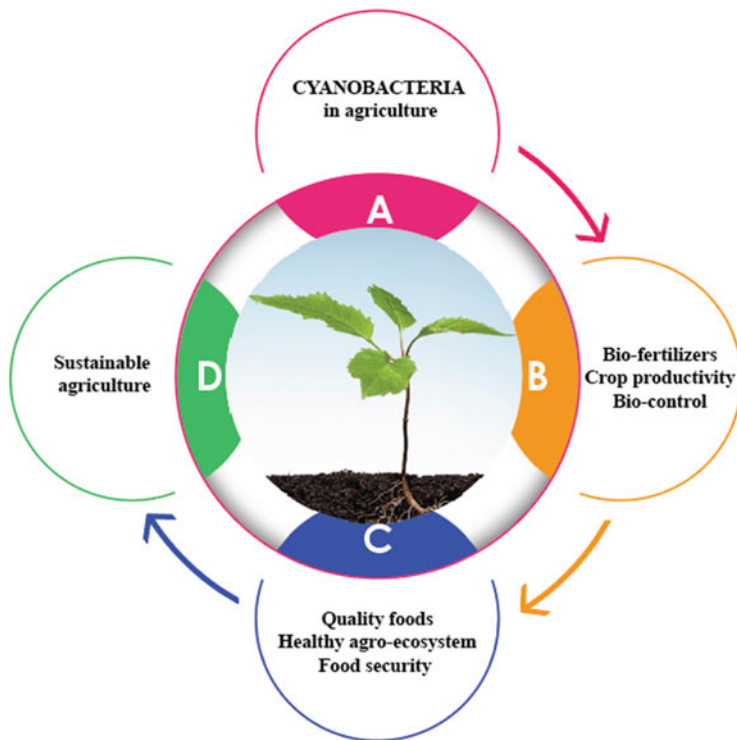 CYANOBACTERIA
in agriculture
A
Bio-fertilizers
Crop productivity
Bio-control
B
Quality foods
Healthy agro-ecosystem
Food security
C
Sustainable
agriculture
D